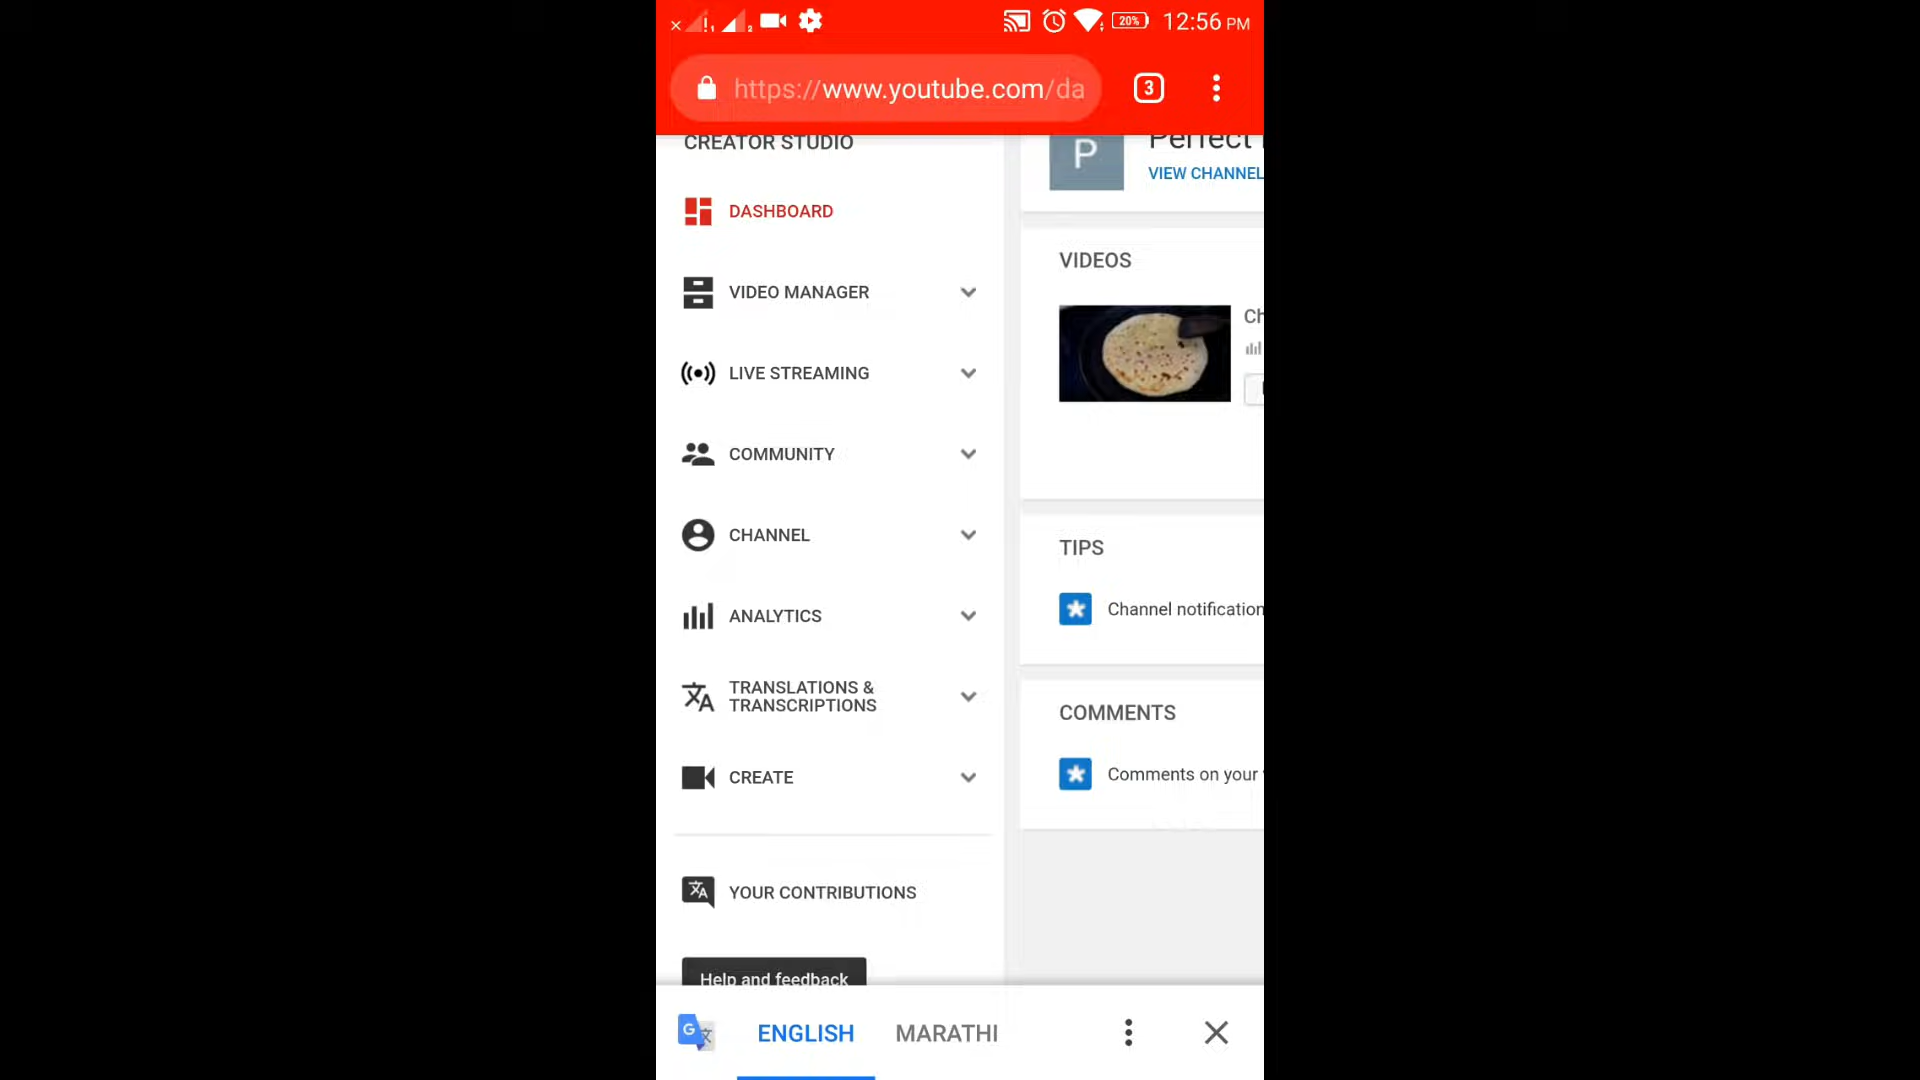 20% 12:56 PM
https://www.youtube.com/da
3
CREATOR STUDIO
DASHBOARD
VIDEO MANAGER
LIVE STREAMING
COMMUNITY
CHANNEL
ANALYTICS
TRANSLATIONS &
TRANSCRIPTIONS
CREATE
YOUR CONTRIBUTIONS
Help and feedback
P
Perfect
VIEW CHANNEL
VIDEOS
Ch
TIPS
Channel notification
COMMENTS
Comments on your
ENGLISH MARATHI